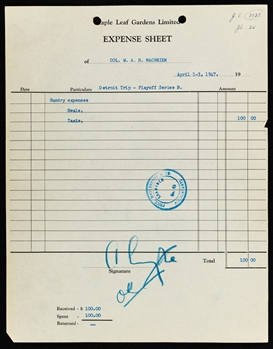 Maple Leaf Gardens Limited
EXPENSE SHEET
of COL. W. A. H. MACBRIEN
April 1-3, 1947. 19
Date Particulars Amount
Detroit Trip - Playoff Series B.
Sundry expenses
Meals.
Taxis. 100 00
Total 100 00
Signature
Received - $ 100.00
Spent - 100.00
Returned - —